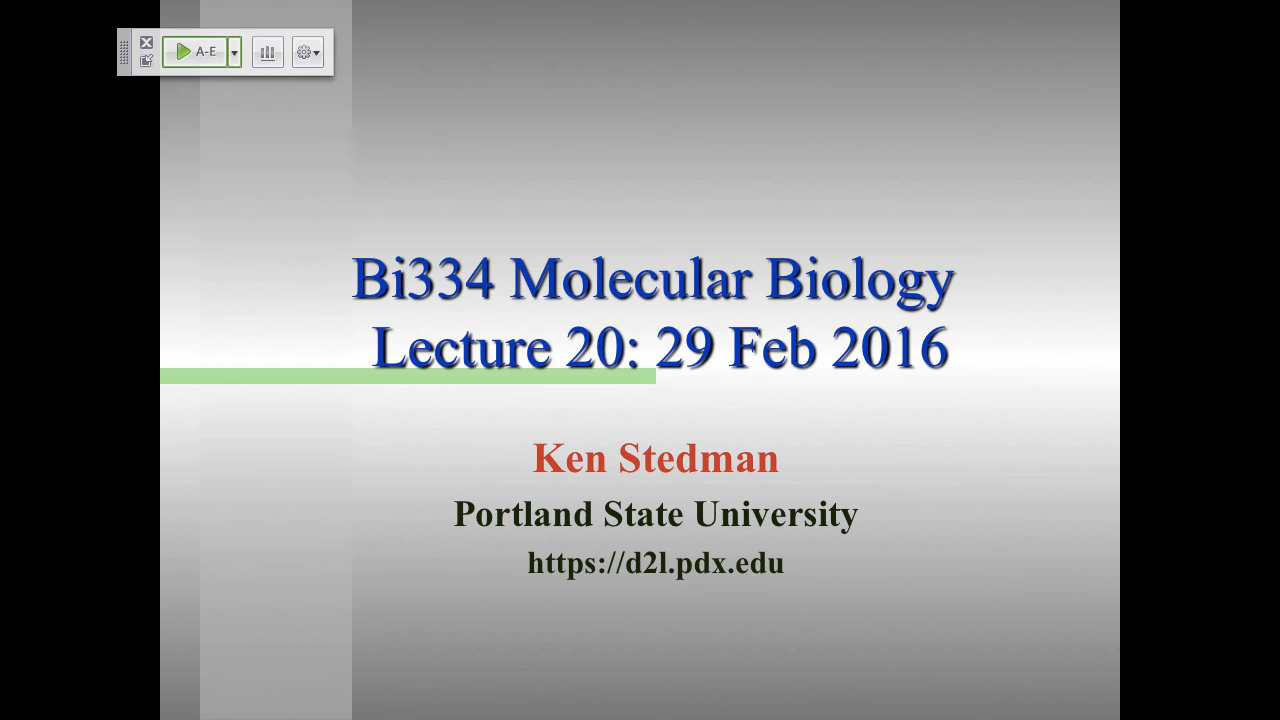 A-E
Bi334 Molecular Biology
Lecture 20: 29 Feb 2016
Ken Stedman
Portland State University
https://d2l.pdx.edu